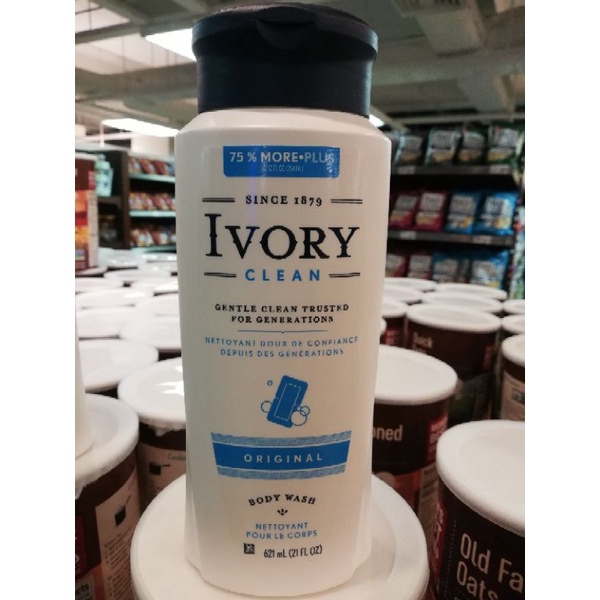 75 % MORE•PLUS
SINCE 1879
IVORY
CLEAN
GENTLE CLEAN TRUSTED
FOR GENERATIONS
NETTOYANT DOUX DE CONFIANCE
DEPUIS DES GÉNÉRATIONS
ORIGINAL
BODY WASH
NETTOYANT
POUR LE CORPS
621 mL (21 FL OZ)
Quick
Old Fa
Oats